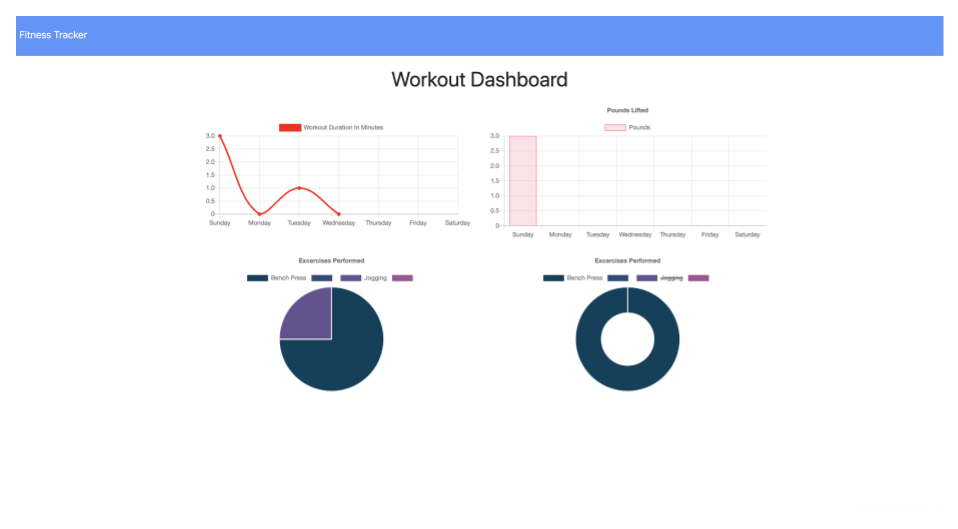 Fitness Tracker
Workout Dashboard
Workout Duration In Minutes
3.0
2.5
2.0
1.5
1.0
0.5
0
Sunday Monday Tuesday Wednesday Thursday Friday Saturday
Pounds Lifted
Pounds
3.0
2.5
2.0
1.5
1.0
0.5
0
Sunday Monday Tuesday Wednesday Thursday Friday Saturday
Excercises Performed
Bench Press Jogging
Excercises Performed
Bench Press Jogging